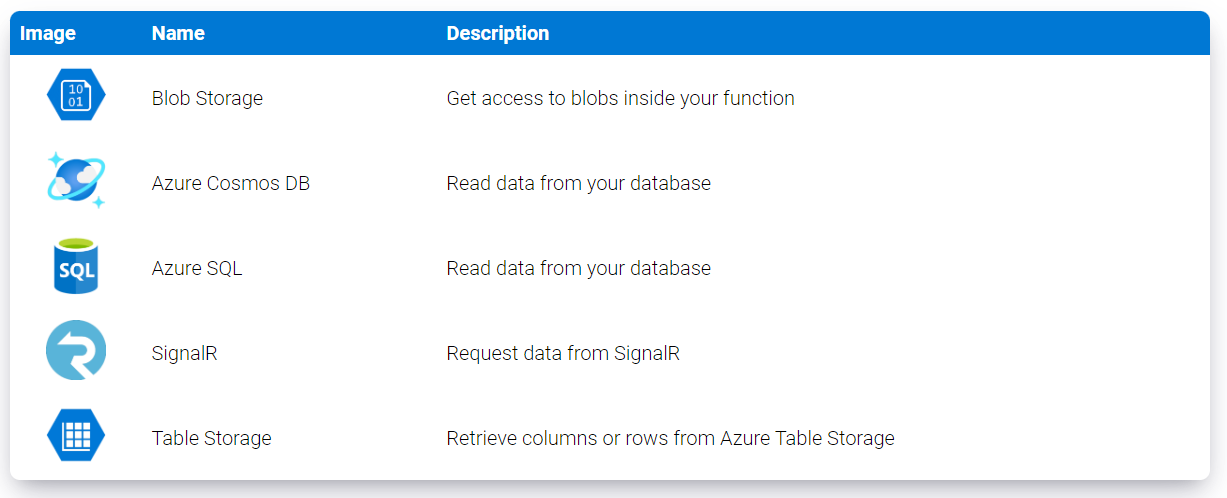 Image Name Description
10
01
Blob Storage Get access to blobs inside your function
Azure Cosmos DB Read data from your database
SQL Azure SQL Read data from your database
SignalR Request data from SignalR
Table Storage Retrieve columns or rows from Azure Table Storage